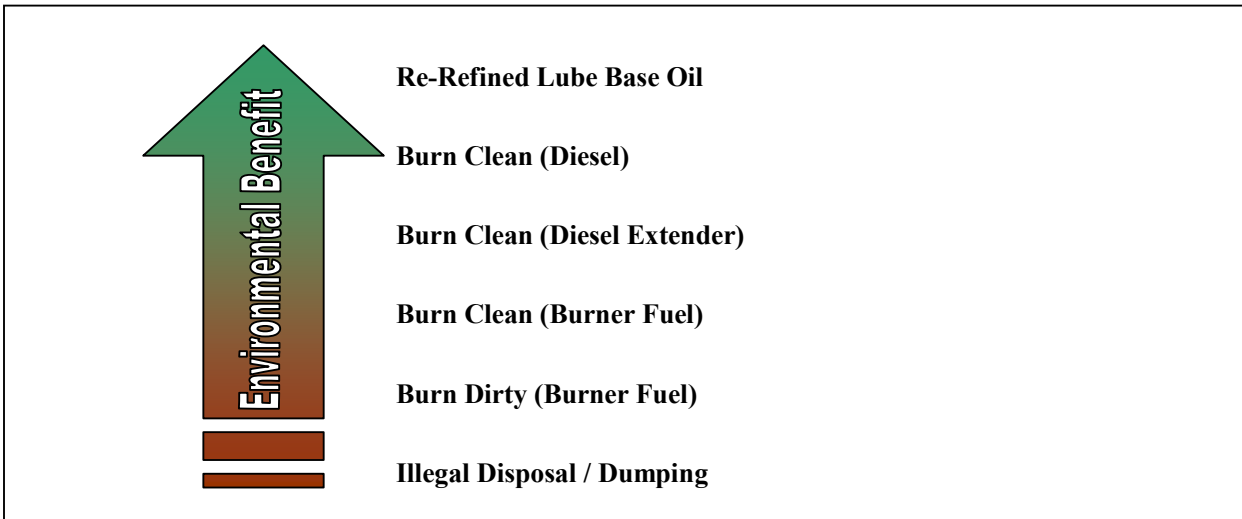 Environmental Benefit
Re-Refined Lube Base Oil
Burn Clean (Diesel)
Burn Clean (Diesel Extender)
Burn Clean (Burner Fuel)
Burn Dirty (Burner Fuel)
Illegal Disposal / Dumping